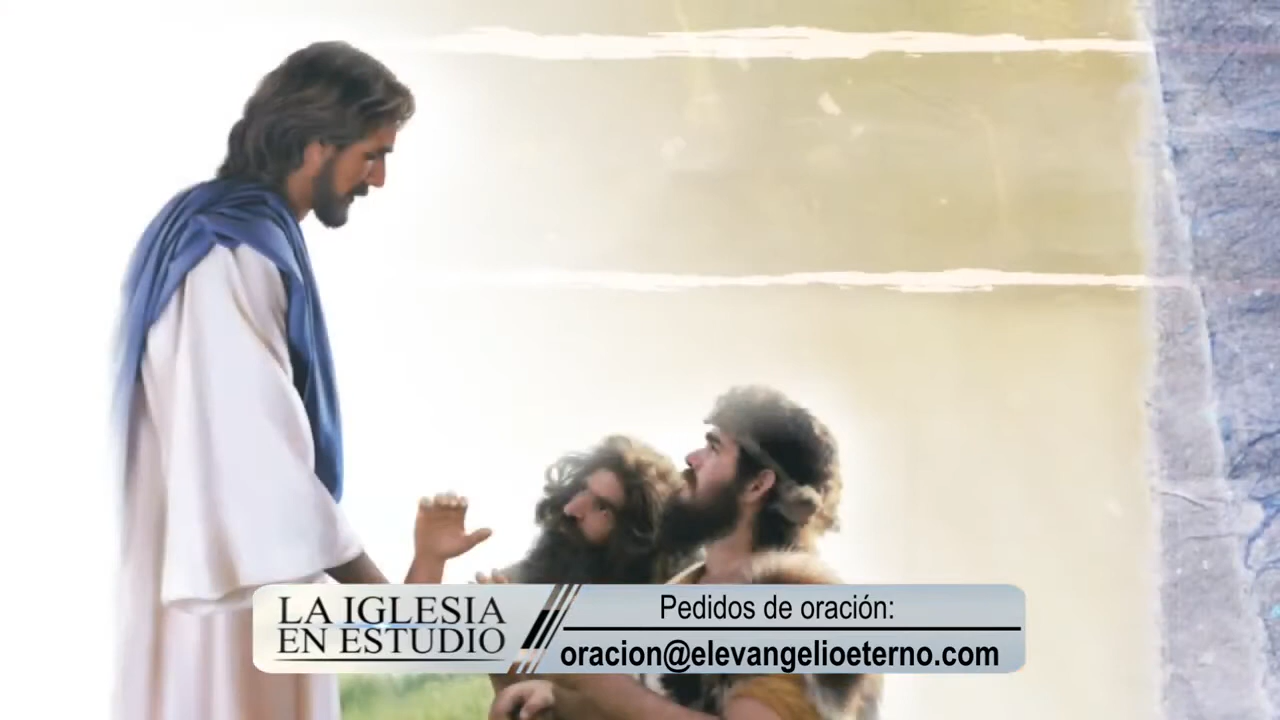 LA IGLESIA
EN ESTUDIO
Pedidos de oración:
oracion@elevangelioeterno.com